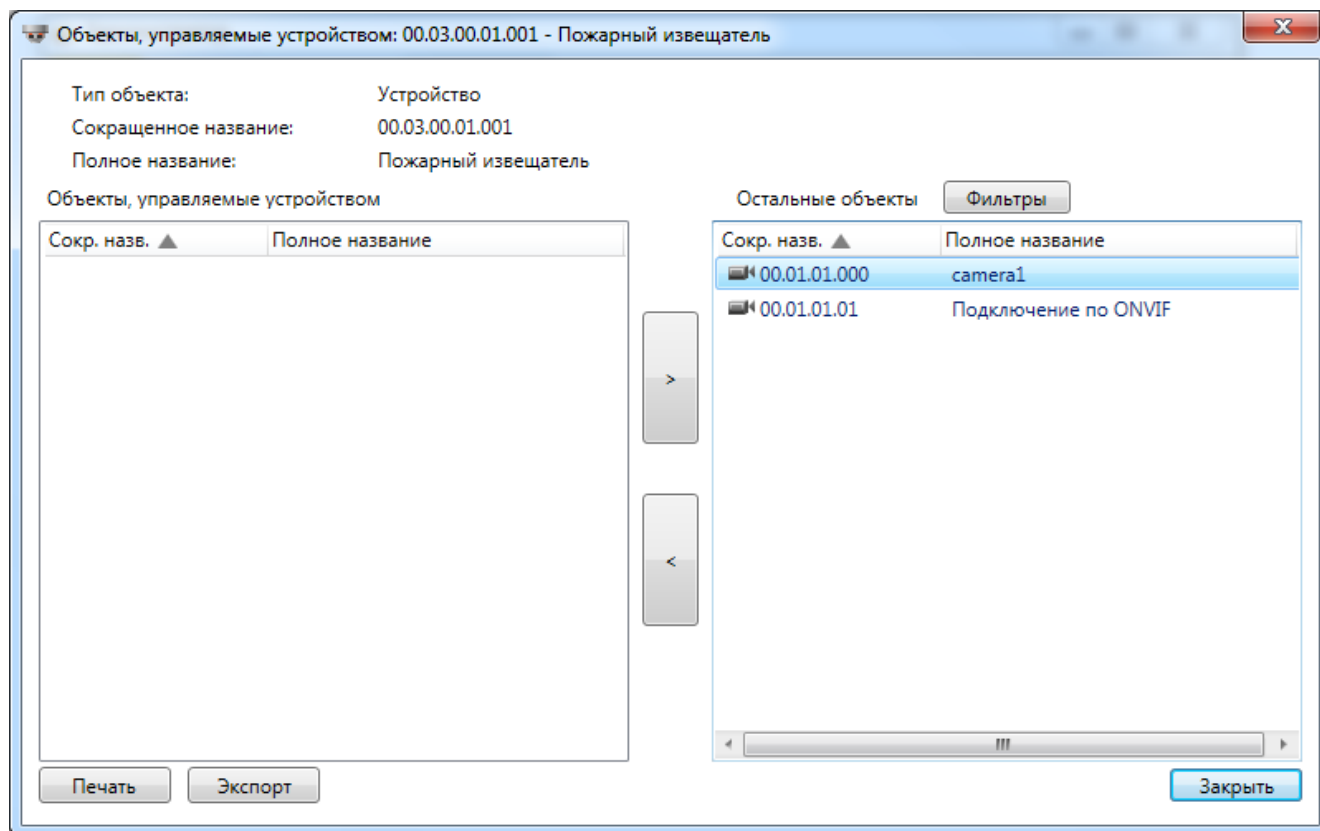 Объекты, управляемые устройством: 00.03.00.01.001 - Пожарный извещатель
Тип объекта: Устройство
Сокращенное название: 00.03.00.01.001
Полное название: Пожарный извещатель
Объекты, управляемые устройством Остальные объекты Фильтры
Сокр. назв. Полное название Сокр. назв. Полное название
00.01.01.000 camera1
00.01.01.01 Подключение по ONVIF
>
<
Печать Экспорт Закрыть